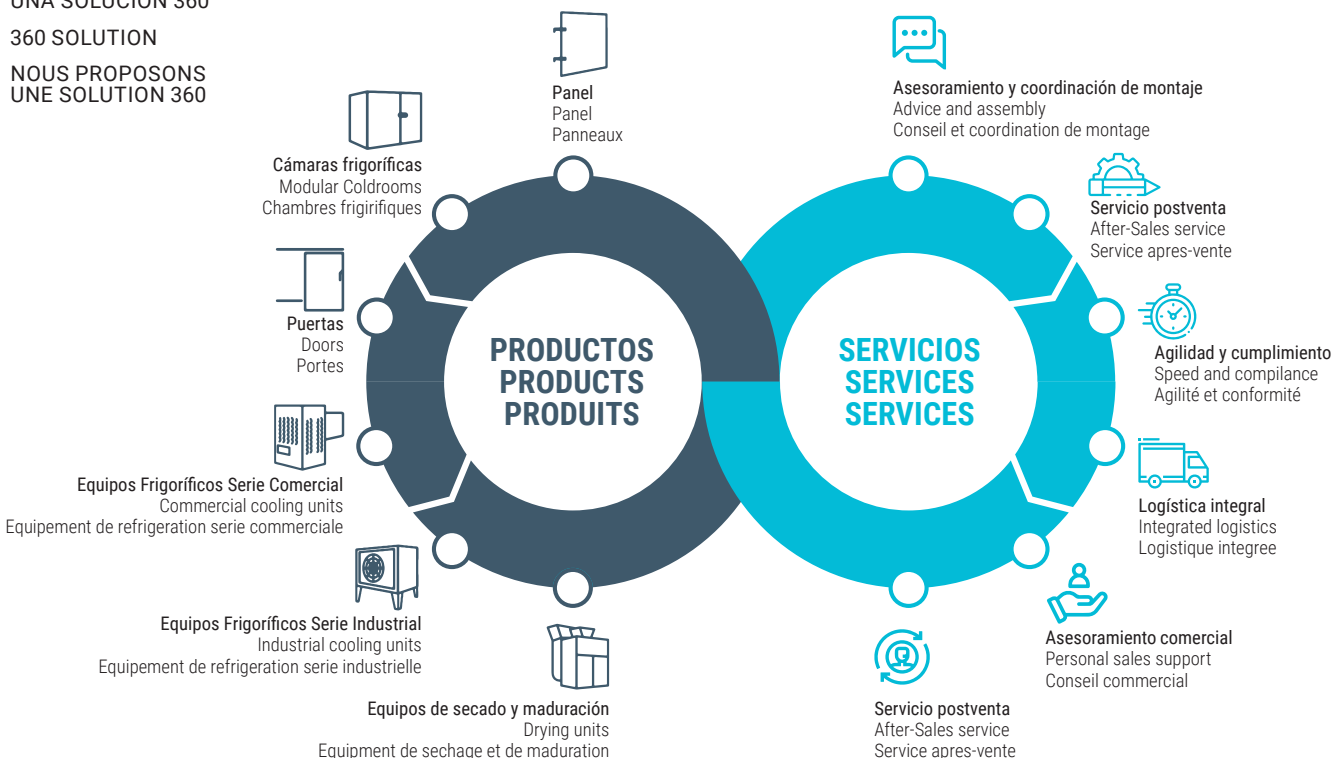 UNA SOLUCIÓN 360
360 SOLUTION
NOUS PROPOSONS
UNE SOLUTION 360
Panel
Panel
Panneaux
Cámaras frigoríficas
Modular Coldrooms
Chambres frigirifiques
Puertas
Doors
Portes
Equipos Frigoríficos Serie Comercial
Commercial cooling units
Equipement de refrigeration serie commerciale
Equipos Frigoríficos Serie Industrial
Industrial cooling units
Equipement de refrigeration serie industrielle
Equipos de secado y maduración
Drying units
Equipment de sechage et de maduration
PRODUCTOS
PRODUCTS
PRODUITS
SERVICIOS
SERVICES
SERVICES
Asesoramiento y coordinación de montaje
Advice and assembly
Conseil et coordination de montage
Servicio postventa
After-Sales service
Service apres-vente
Agilidad y cumplimiento
Speed and compilance
Agilité et conformité
Logística integral
Integrated logistics
Logistique integree
Asesoramiento comercial
Personal sales support
Conseil commercial
Servicio postventa
After-Sales service
Service apres-vente